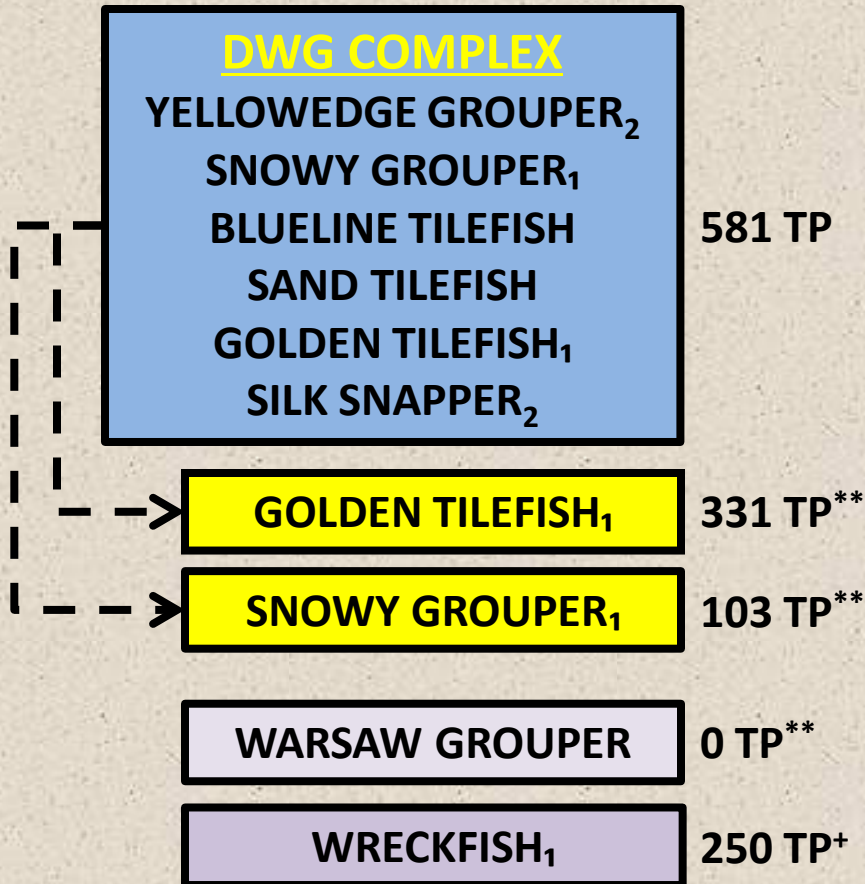 DWG COMPLEX
YELLOWEDGE GROUPER₂
SNOWY GROUPER₁
BLUELINE TILEFISH 581 TP
SAND TILEFISH
GOLDEN TILEFISH₁
SILK SNAPPER₂
GOLDEN TILEFISH₁ 331 TP**
SNOWY GROUPER₁ 103 TP**
WARSAW GROUPER 0 TP**
WRECKFISH₁ 250 TP⁺